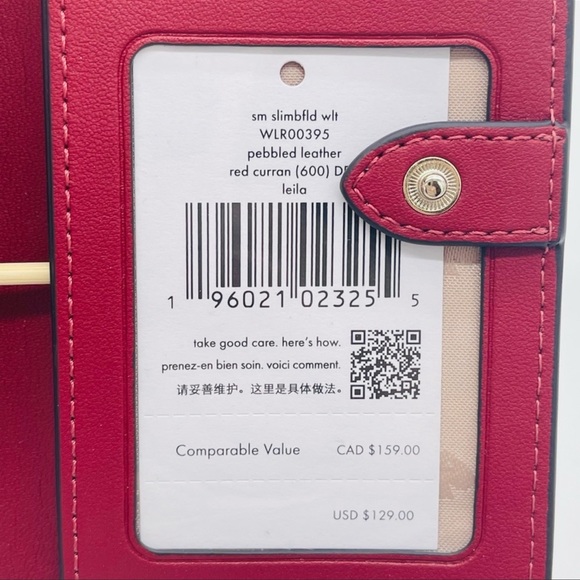 sm slimbfld wlt
WLR00395
pebbled leather
red curran (600)
leila
1 96021 02325 5
take good care. here's how.
prenez-en bien soin. voici comment.
请妥善维护。这里是具体做法。
Comparable Value CAD $159.00
USD $129.00